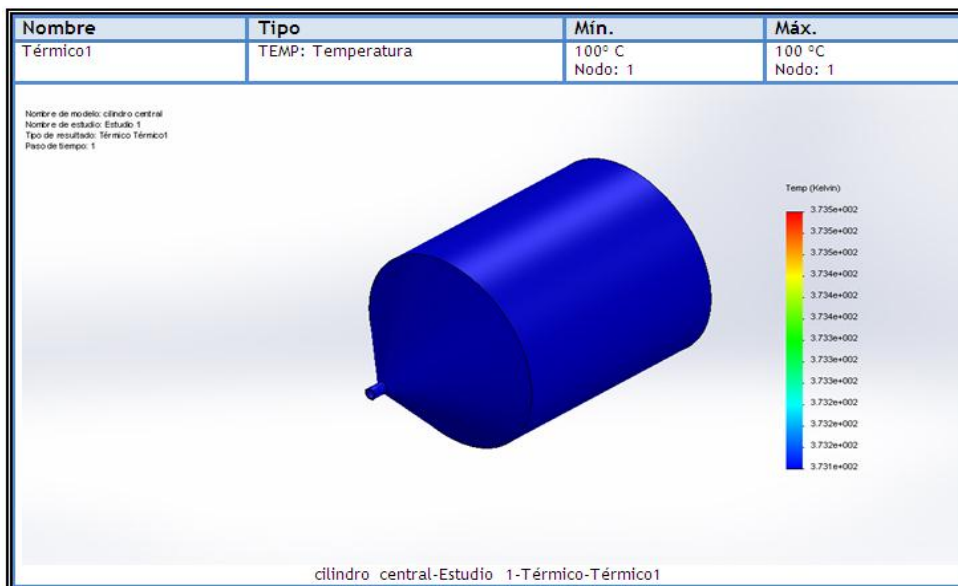 Nombre Tipo Mín. Máx.
Térmico1 TEMP: Temperatura 100º C 100 ºC
Nodo: 1 Nodo: 1
Nombre de modelo: cilindro central
Nombre de estudio: Estudio 1
Tipo de resultado: Térmico Térmico1
Paso de tiempo: 1
Temp (Kelvin)
3.735e+002
3.735e+002
3.735e+002
3.734e+002
3.734e+002
3.734e+002
3.733e+002
3.733e+002
3.733e+002
3.732e+002
3.732e+002
3.732e+002
3.731e+002
cilindro central-Estudio 1-Térmico-Térmico1